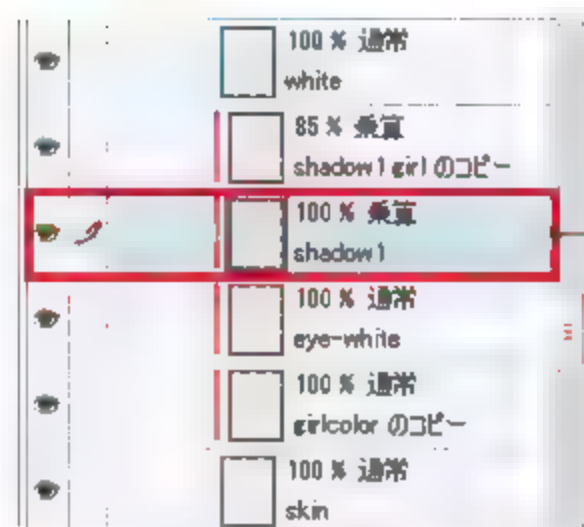 100 % 通常
white
85 % 乗算
shadow1 girl のコピー
100 % 乗算
shadow1
100 % 通常
eye-white
100 % 通常
girlcolor のコピー
100 % 通常
skin